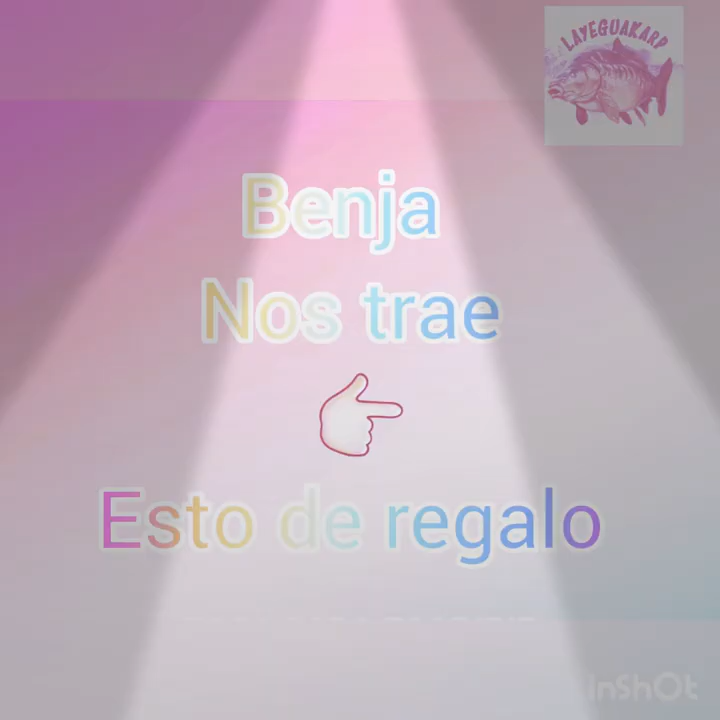 LAYEGUAKARP
Benja
Nos trae
Esto de regalo
InShOt